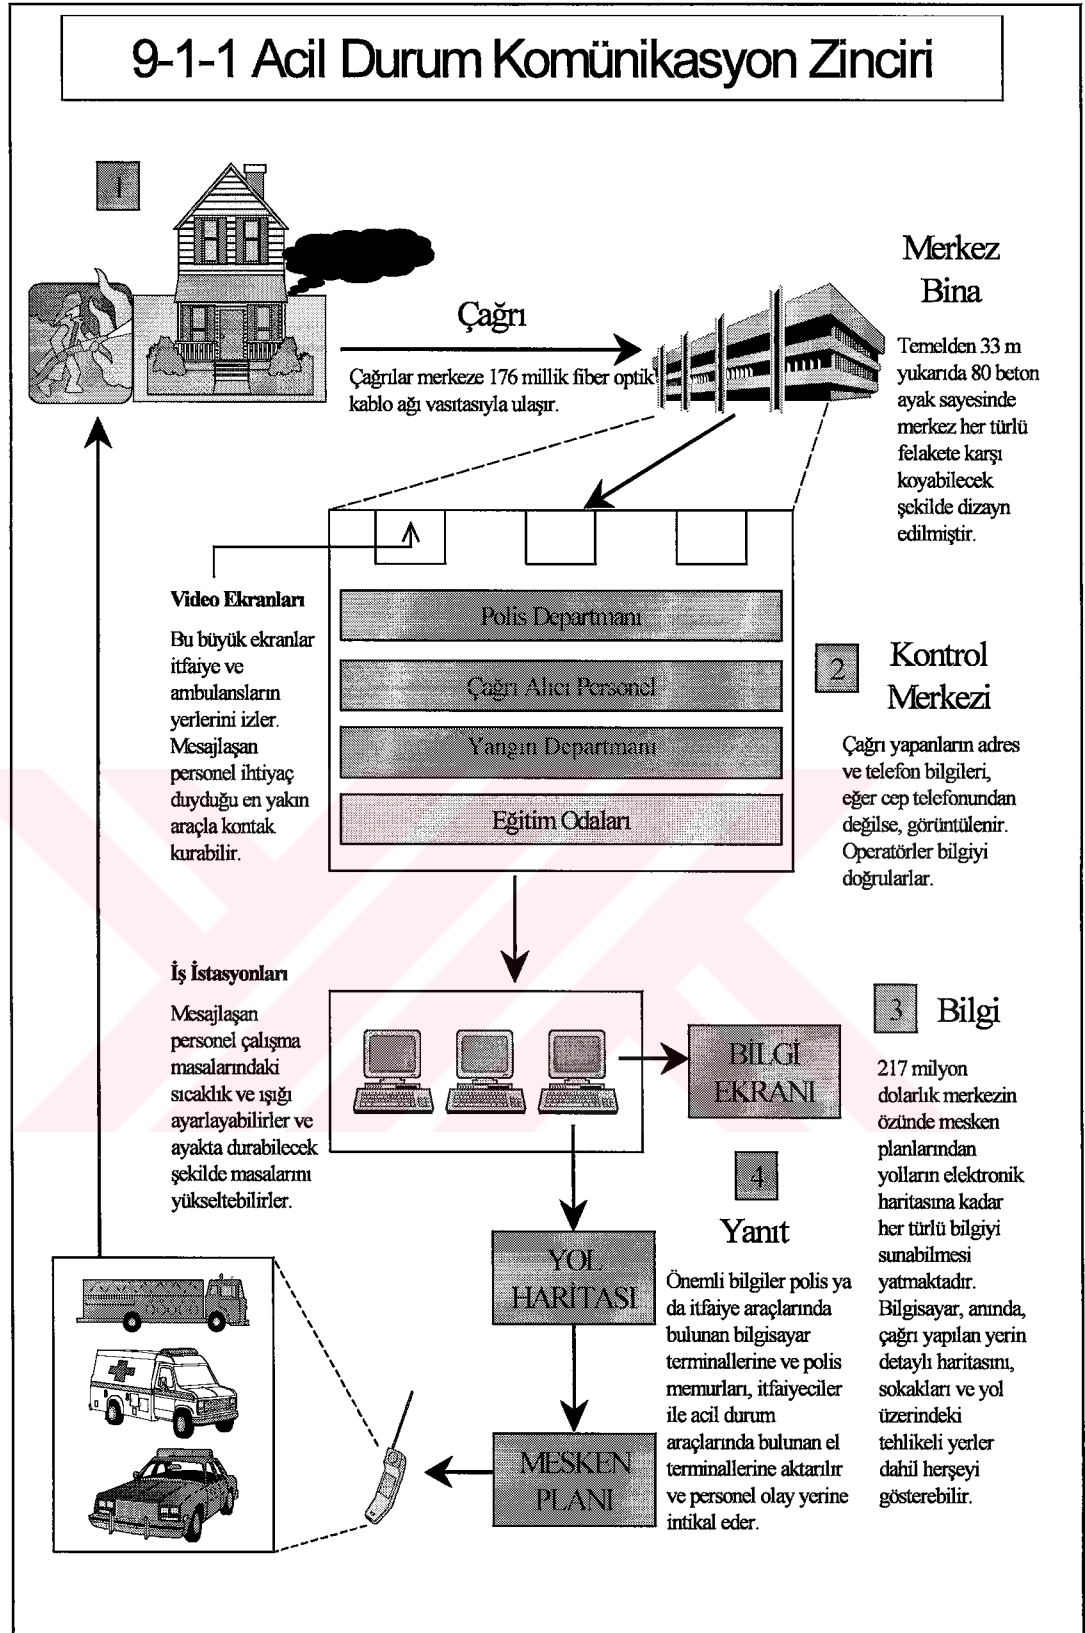 9-1-1 Acil Durum Komünikasyon Zinciri
1
Çağrı
Çağrılar merkeze 176 millik fiber optik
kablo ağı vasıtasıyla ulaşır.
Merkez
Bina
Temelden 33 m
yukarıda 80 beton
ayak sayesinde
merkez her türlü
felakete karşı
koyabilecek
şekilde dizayn
edilmiştir.
Video Ekranları
Bu büyük ekranlar
itfaiye ve
ambulansların
yerlerini izler.
Mesajlaşan
personel ihtiyaç
duyduğu en yakın
araçla kontak
kurabilir.
Polis Departmanı
Çağrı Alıcı Personel
Yangın Departmanı
Eğitim Odaları
2
Kontrol
Merkezi
Çağrı yapanların adres
ve telefon bilgileri,
eğer cep telefonundan
değilse, görüntülenir.
Operatörler bilgiyi
doğrularlar.
İş İstasyonları
Mesajlaşan
personel çalışma
masalarındaki
sıcaklık ve ışığı
ayarlayabilirler ve
ayakta durabilecek
şekilde masalarını
yükseltebilirler.
BİLGİ
EKRANI
3
Bilgi
217 milyon
dolarlık merkezin
özünde mesken
planlarından
yolların elektronik
haritasına kadar
her türlü bilgiyi
sunabilmesi
yatmaktadır.
Bilgisayar, anında,
çağrı yapılan yerin
detaylı haritasını,
sokakları ve yol
üzerindeki
tehlikeli yerler
dahil herşeyi
gösterebilir.
4
Yanıt
Önemli bilgiler polis ya
da itfaiye araçlarında
bulunan bilgisayar
terminallerine ve polis
memurları, itfaiyeciler
ile acil durum
araçlarında bulunan el
terminallerine aktarılır
ve personel olay yerine
intikal eder.
YOL
HARİTASI
MESKEN
PLANI